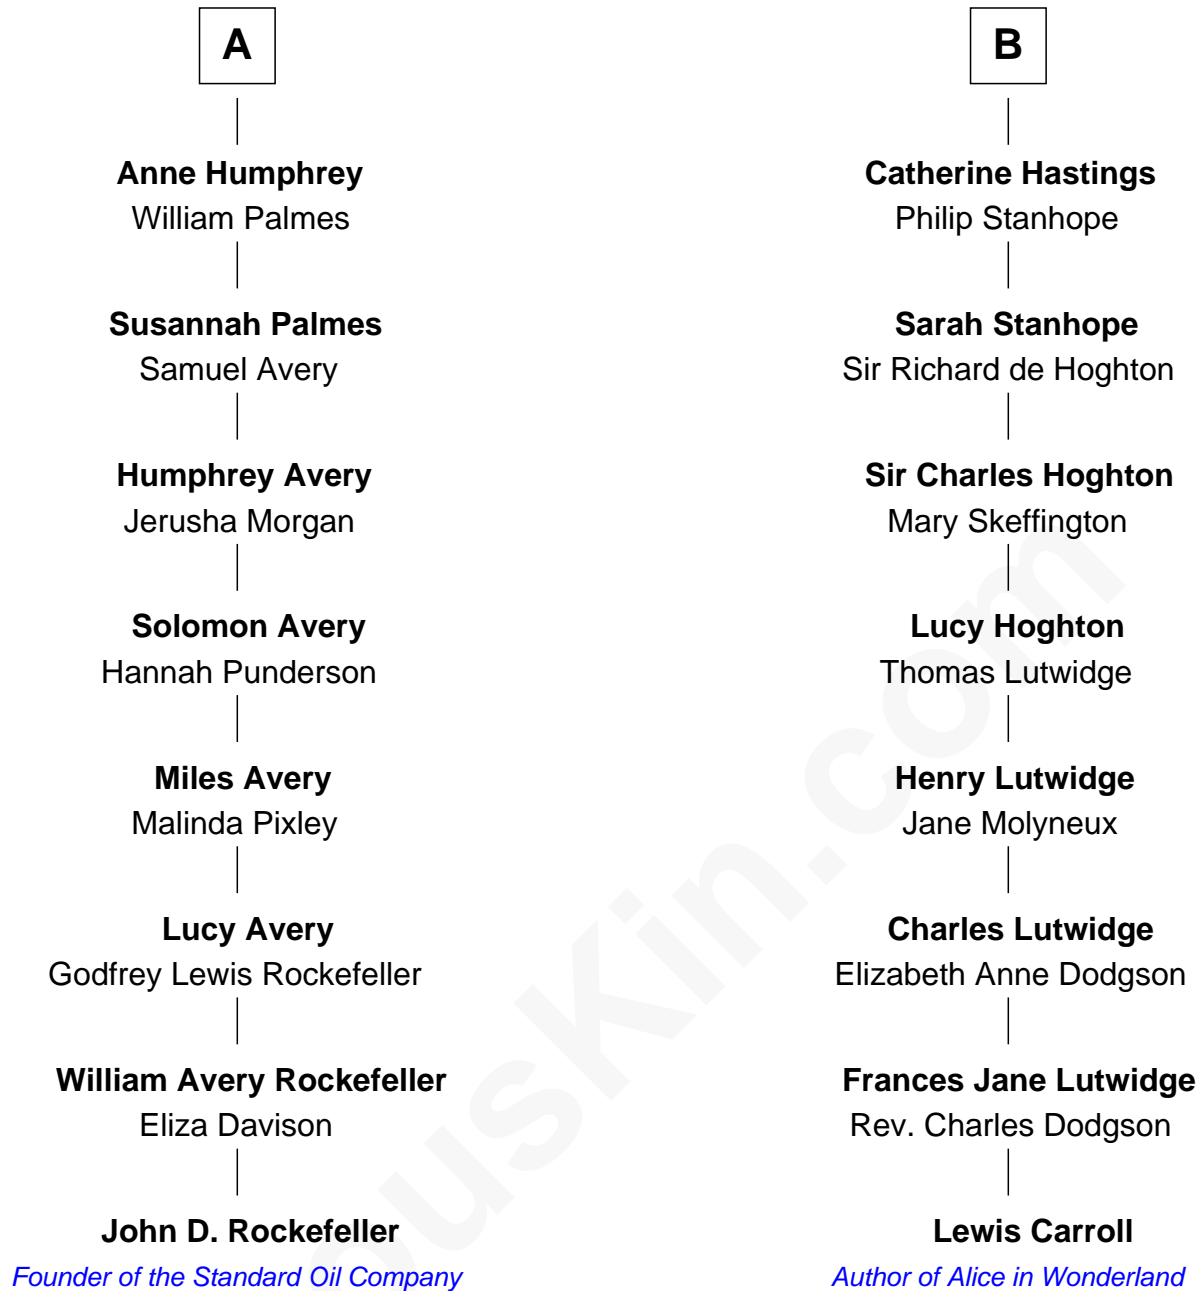 A
Anne Humphrey
William Palmes
Susannah Palmes
Samuel Avery
Humphrey Avery
Jerusha Morgan
Solomon Avery
Hannah Punderson
Miles Avery
Malinda Pixley
Lucy Avery
Godfrey Lewis Rockefeller
William Avery Rockefeller
Eliza Davison
John D. Rockefeller
Founder of the Standard Oil Company
B
Catherine Hastings
Philip Stanhope
Sarah Stanhope
Sir Richard de Hoghton
Sir Charles Hoghton
Mary Skeffington
Lucy Hoghton
Thomas Lutwidge
Henry Lutwidge
Jane Molyneux
Charles Lutwidge
Elizabeth Anne Dodgson
Frances Jane Lutwidge
Rev. Charles Dodgson
Lewis Carroll
Author of Alice in Wonderland
ousKin.com